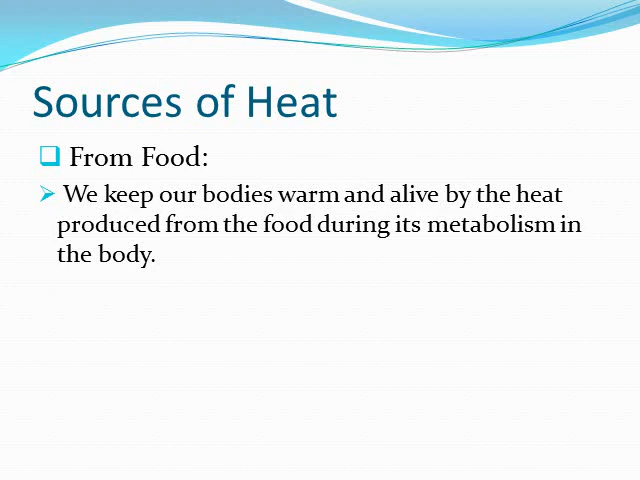 Sources of Heat
From Food:
We keep our bodies warm and alive by the heat
produced from the food during its metabolism in
the body.